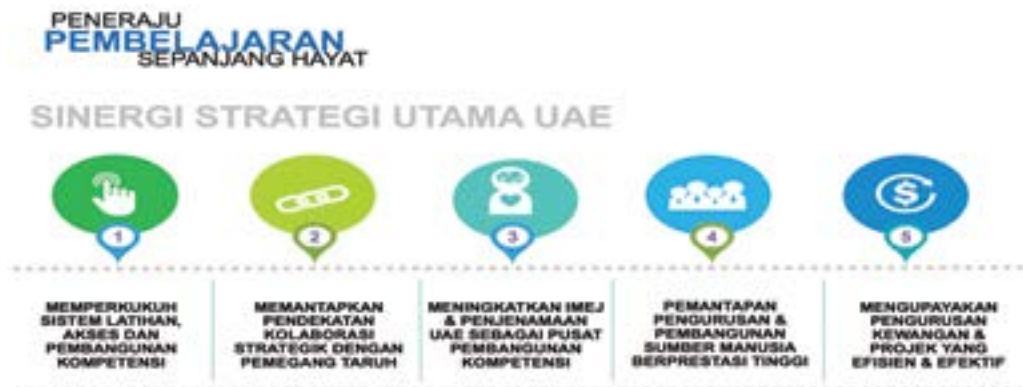 PENERAJU
PEMBELAJARAN
SEPANJANG HAYAT
SINERGI STRATEGI UTAMA UAE
1
2
3
4
5
MEMPERKUKUH
SISTEM LATIHAN,
AKSES DAN
PEMBANGUNAN
KOMPETENSI
MEMANTAPKAN
PENDEKATAN
KOLABORASI
STRATEGIK DENGAN
PEMEGANG TARUH
MENINGKATKAN IMEJ
& PENJENAMAAN
UAE SEBAGAI PUSAT
PEMBANGUNAN
KOMPETENSI
PEMANTAPAN
PENGURUSAN &
PEMBANGUNAN
SUMBER MANUSIA
BERPRESTASI TINGGI
MENGUPAYAKAN
PENGURUSAN
KEWANGAN &
PROJEK YANG
EFISIEN & EFEKTIF